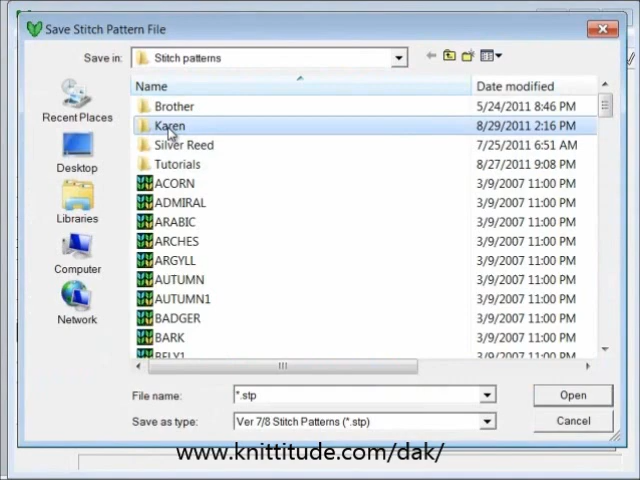 Save Stitch Pattern File
Save in: Stitch patterns
Name Date modified
Brother 5/24/2011 8:46 PM
Karen 8/29/2011 2:16 PM
Silver Reed 7/25/2011 6:51 AM
Tutorials 8/27/2011 9:08 PM
ACORN 3/9/2007 11:00 PM
ADMIRAL 3/9/2007 11:00 PM
ARABIC 3/9/2007 11:00 PM
ARCHES 3/9/2007 11:00 PM
ARGYLL 3/9/2007 11:00 PM
AUTUMN 3/9/2007 11:00 PM
AUTUMN1 3/9/2007 11:00 PM
BADGER 3/9/2007 11:00 PM
BARK 3/9/2007 11:00 PM
3/9/2007 11:00 PM
Recent Places
Desktop
Libraries
Computer
Network
File name: *.stp Open
Save as type: Ver 7/8 Stitch Patterns (*.stp) Cancel
www.knittitude.com/dak/